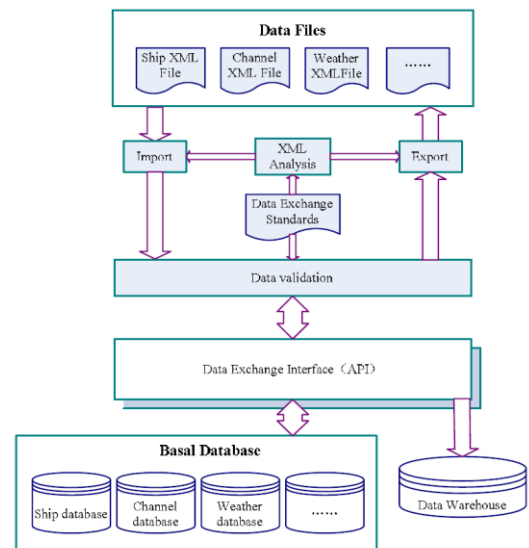 Data Files
Ship XML
File
Channel
XML File
Weather
XMLFile
……
Import
XML
Analysis
Export
Data Exchange
Standards
Data validation
Data Exchange Interface（API）
Basal Database
Ship database
Channel
database
Weather
database
……
Data Warehouse